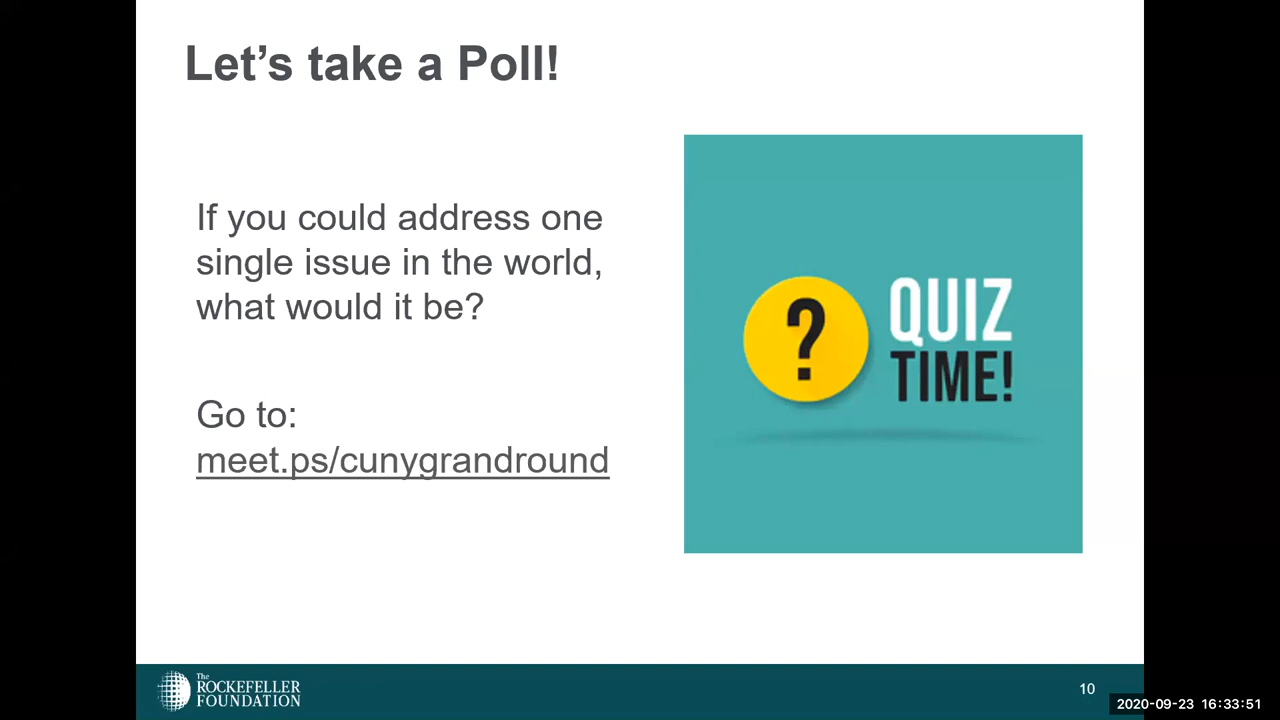 Let's take a Poll!
If you could address one
single issue in the world,
what would it be?
Go to:
meet.ps/cunygrandround
?
QUIZ
TIME!
The
ROCKEFELLER
FOUNDATION
10
2020-09-23 16:33:51